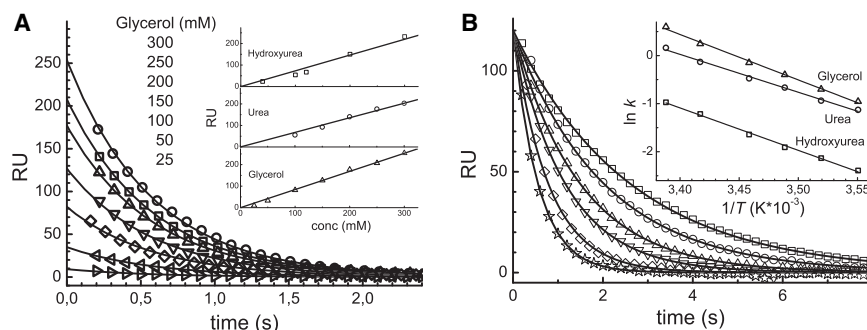 A
Glycerol (mM)
300
250
200
150
100
50
25
RU
250
200
150
100
50
0
0,0
0,5
1,0
1,5
2,0
time (s)
Hydroxyurea
Urea
Glycerol
RU
200
100
0
200
100
0
200
100
0
0
100
200
300
conc (mM)
B
RU
100
50
0
0
2
4
6
time (s)
ln k
0
-1
-2
Glycerol
Urea
Hydroxyurea
3,40
3,45
3,50
3,55
1/T (K*10-3)